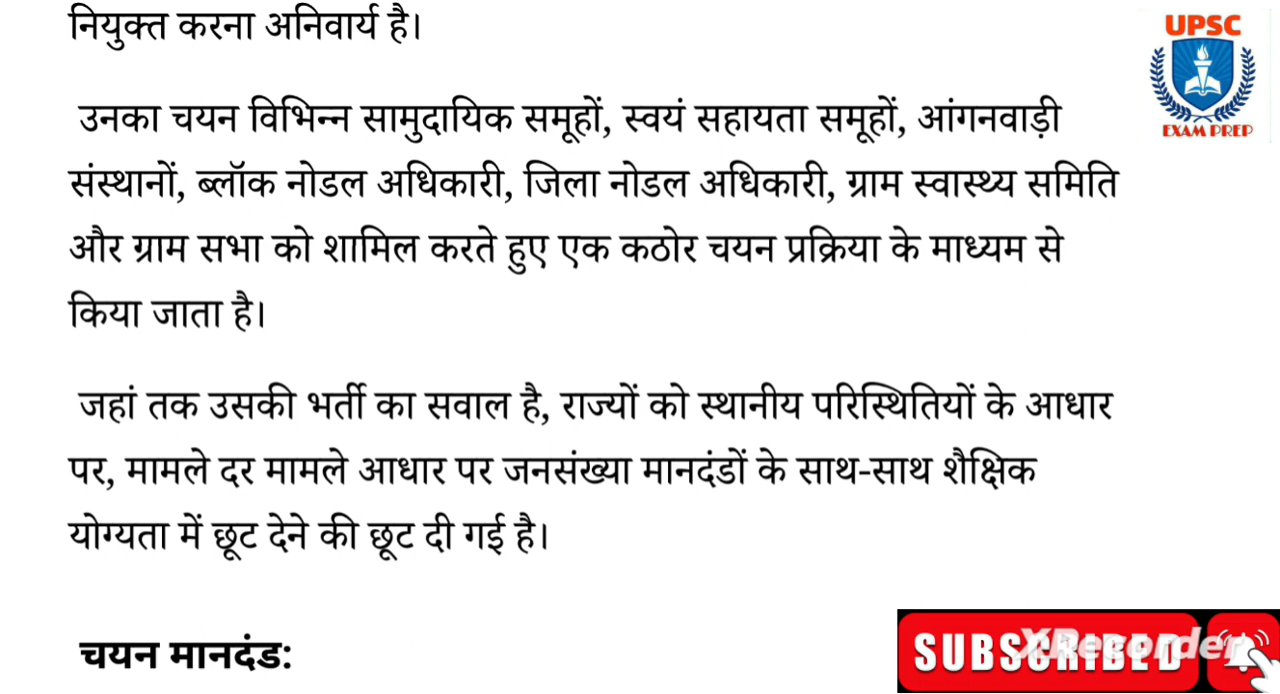 नियुक्त करना अनिवार्य है।
UPSC
EXAM PREP
उनका चयन विभिन्न सामुदायिक समूहों, स्वयं सहायता समूहों, आंगनवाड़ी
संस्थानों, ब्लॉक नोडल अधिकारी, जिला नोडल अधिकारी, ग्राम स्वास्थ्य समिति
और ग्राम सभा को शामिल करते हुए एक कठोर चयन प्रक्रिया के माध्यम से
किया जाता है।
जहां तक उसकी भर्ती का सवाल है, राज्यों को स्थानीय परिस्थितियों के आधार
पर, मामले दर मामले आधार पर जनसंख्या मानदंडों के साथ-साथ शैक्षिक
योग्यता में छूट देने की छूट दी गई है।
चयन मानदंड:
SUBSCRIBED
XRecorder